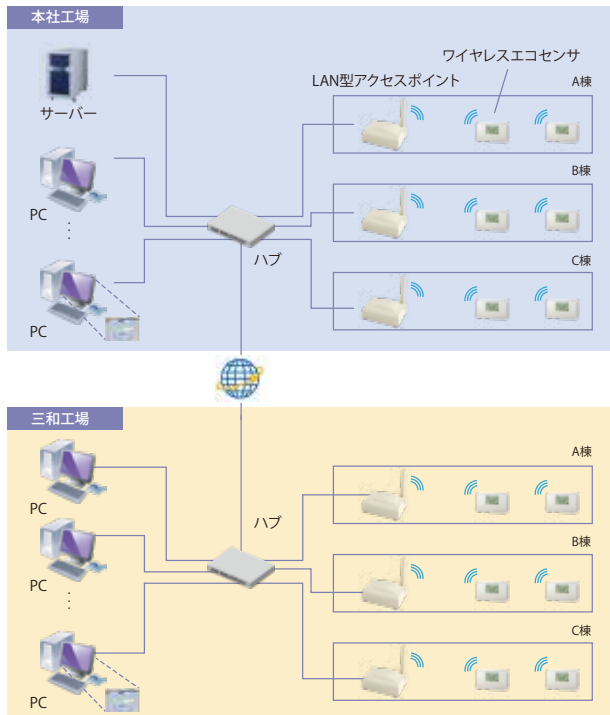 本社工場
ワイヤレスエコセンサ
LAN型アクセスポイント
A棟
サーバー
B棟
PC
⋮
ハブ
C棟
PC
三和工場
A棟
PC
ハブ
B棟
PC
⋮
C棟
PC